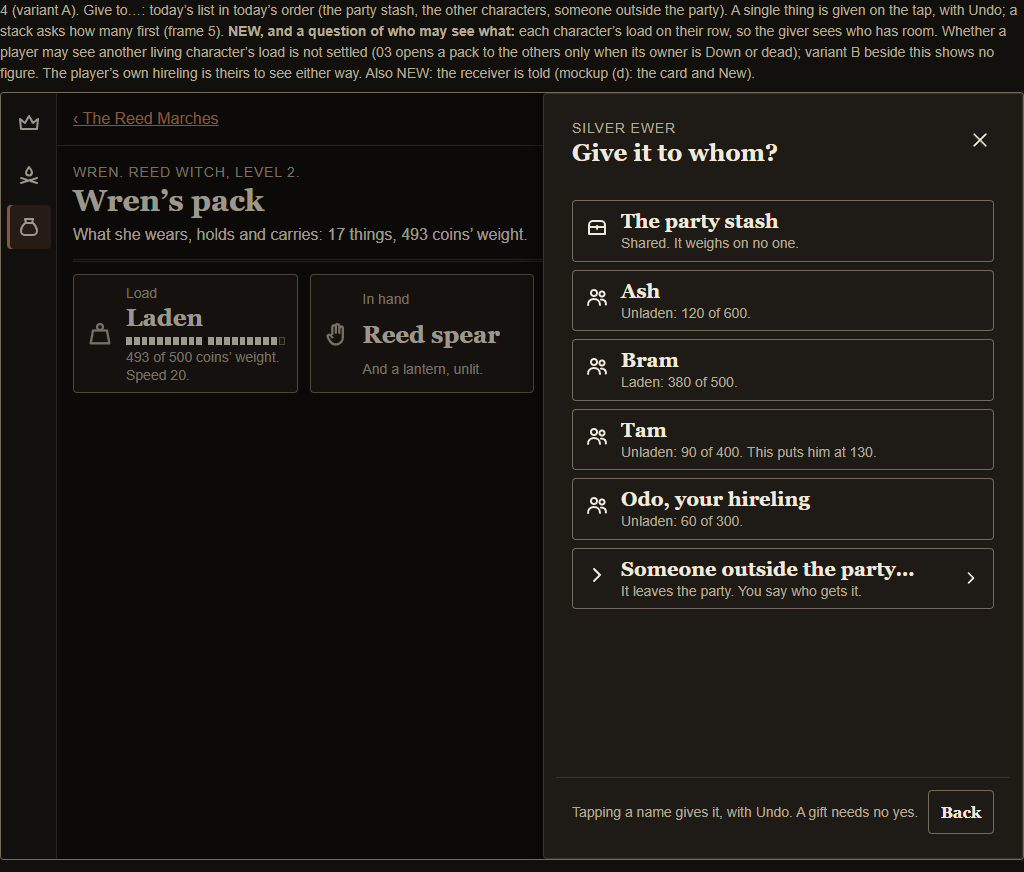 4 (variant A). Give to…: today’s list in today’s order (the party stash, the other characters, someone outside the party). A single thing is given on the tap, with Undo; a
stack asks how many first (frame 5). NEW, and a question of who may see what: each character’s load on their row, so the giver sees who has room. Whether a
player may see another living character’s load is not settled (03 opens a pack to the others only when its owner is Down or dead); variant B beside this shows no
figure. The player’s own hireling is theirs to see either way. Also NEW: the receiver is told (mockup (d): the card and New).
‹ The Reed Marches
WREN. REED WITCH, LEVEL 2.
Wren’s pack
What she wears, holds and carries: 17 things, 493 coins’ weight.
Load
Laden
493 of 500 coins’ weight.
Speed 20.
In hand
Reed spear
And a lantern, unlit.
SILVER EWER
Give it to whom?
The party stash
Shared. It weighs on no one.
Ash
Unladen: 120 of 600.
Bram
Laden: 380 of 500.
Tam
Unladen: 90 of 400. This puts him at 130.
Odo, your hireling
Unladen: 60 of 300.
Someone outside the party…
It leaves the party. You say who gets it.
Tapping a name gives it, with Undo. A gift needs no yes.
Back